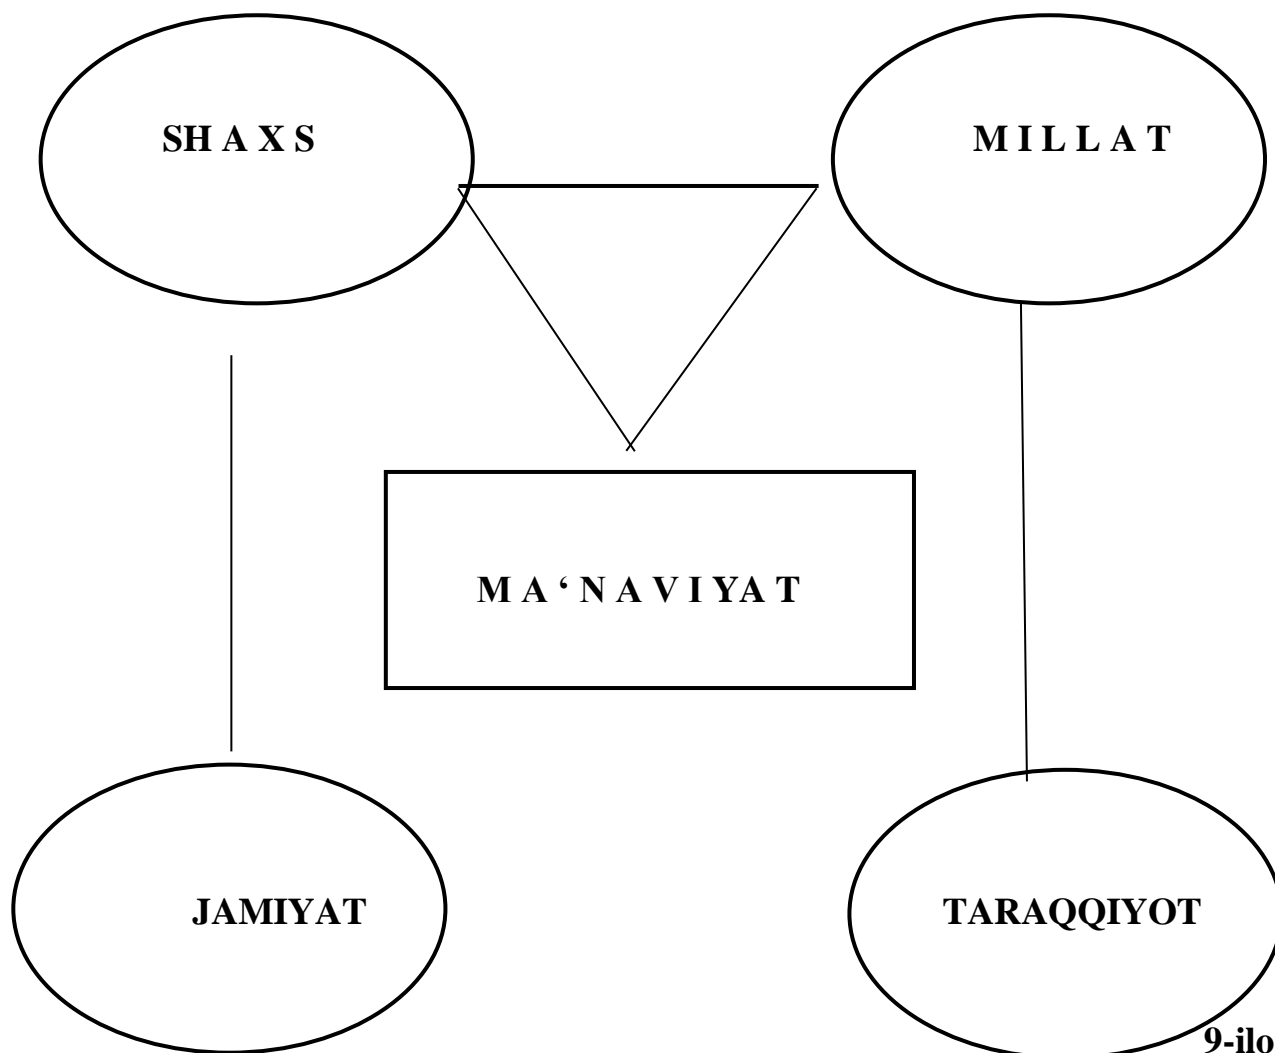 SH A X S
M I L L A T
M A ‘ N A V I YA T
JAMIYAT
TARAQQIYOT
9-ilo